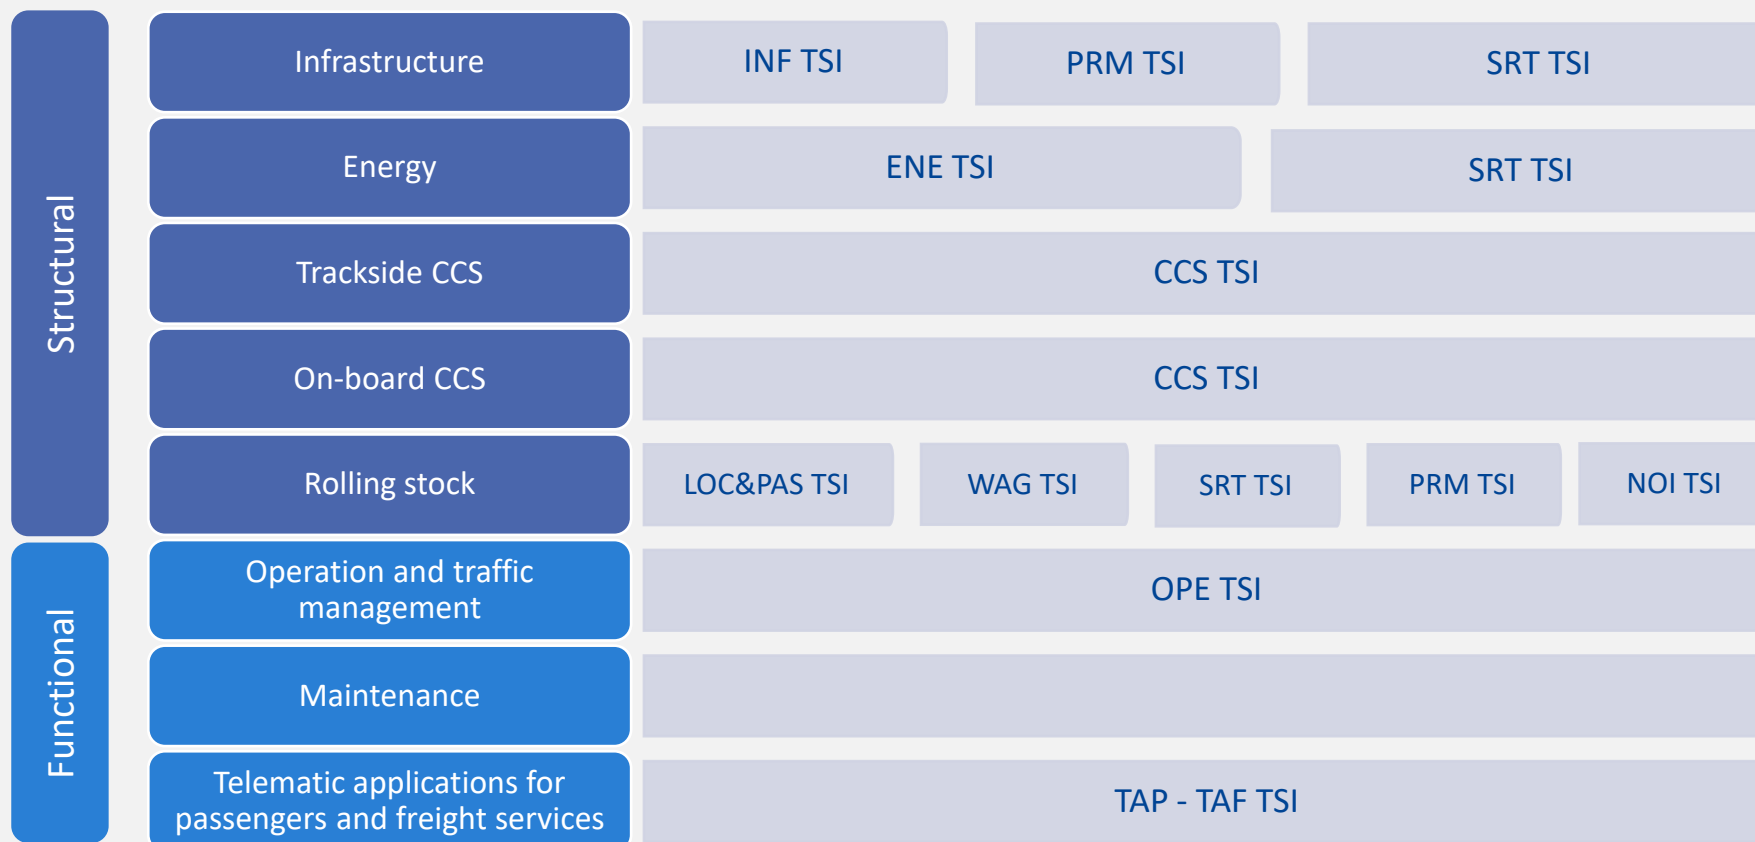 Structural
Infrastructure
INF TSI
PRM TSI
SRT TSI
Energy
ENE TSI
SRT TSI
Trackside CCS
CCS TSI
On-board CCS
CCS TSI
Rolling stock
LOC&PAS TSI
WAG TSI
SRT TSI
PRM TSI
NOI TSI
Functional
Operation and traffic
management
OPE TSI
Maintenance
Telematic applications for
passengers and freight services
TAP - TAF TSI